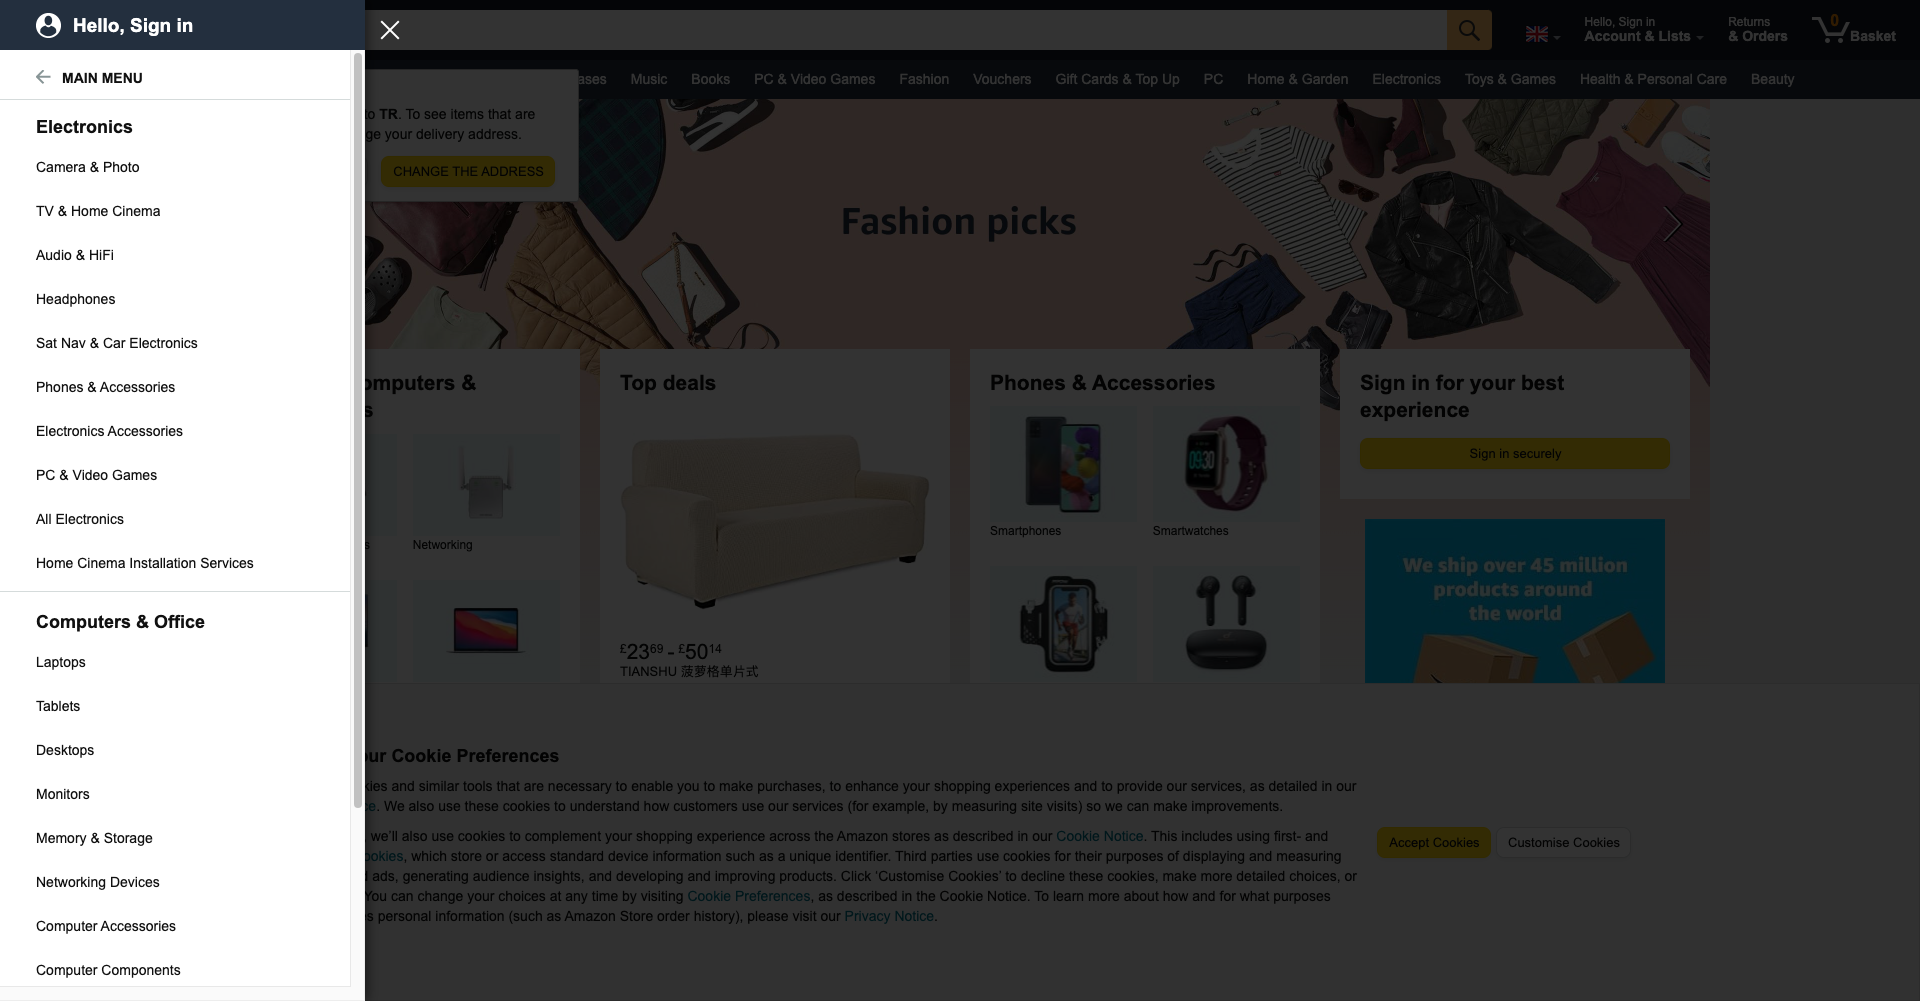 Hello, Sign in
MAIN MENU
Electronics
Camera & Photo
TV & Home Cinema
Audio & HiFi
Headphones
Sat Nav & Car Electronics
Phones & Accessories
Electronics Accessories
PC & Video Games
All Electronics
Home Cinema Installation Services
Computers & Office
Laptops
Tablets
Desktops
Monitors
Memory & Storage
Networking Devices
Computer Accessories
Computer Components
Hello, Sign in
Account & Lists
Returns
& Orders
0
Basket
Music Books PC & Video Games Fashion Vouchers Gift Cards & Top Up PC Home & Garden Electronics Toys & Games Health & Personal Care Beauty
to TR. To see items that are
your delivery address.
CHANGE THE ADDRESS
Fashion picks
omputers &
s
Networking
Top deals
£2369 - £5014
TIANSHU 菠萝格单片式
Phones & Accessories
09:30
Smartphones
Smartwatches
Sign in for your best
experience
Sign in securely
We ship over 45 million
products around
the world
our Cookie Preferences
kies and similar tools that are necessary to enable you to make purchases, to enhance your shopping experiences and to provide our services, as detailed in our
e. We also use these cookies to understand how customers use our services (for example, by measuring site visits) so we can make improvements.
we'll also use cookies to complement your shopping experience across the Amazon stores as described in our Cookie Notice. This includes using first- and
ookies, which store or access standard device information such as a unique identifier. Third parties use cookies for their purposes of displaying and measuring
ads, generating audience insights, and developing and improving products. Click 'Customise Cookies' to decline these cookies, make more detailed choices, or
You can change your choices at any time by visiting Cookie Preferences, as described in the Cookie Notice. To learn more about how and for what purposes
s personal information (such as Amazon Store order history), please visit our Privacy Notice.
Accept Cookies
Customise Cookies